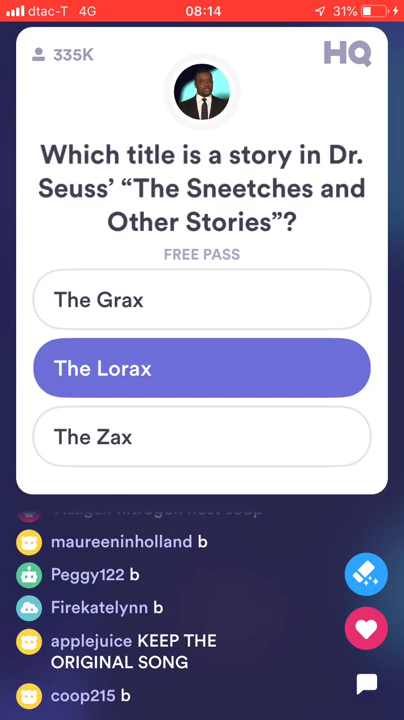 dtac-T 4G 08:14 31%
335K HQ
Which title is a story in Dr.
Seuss’ “The Sneetches and
Other Stories”?
FREE PASS
The Grax
The Lorax
The Zax
maureeninholland b
Peggy122 b
Firekatelynn b
applejuice KEEP THE
ORIGINAL SONG
coop215 b